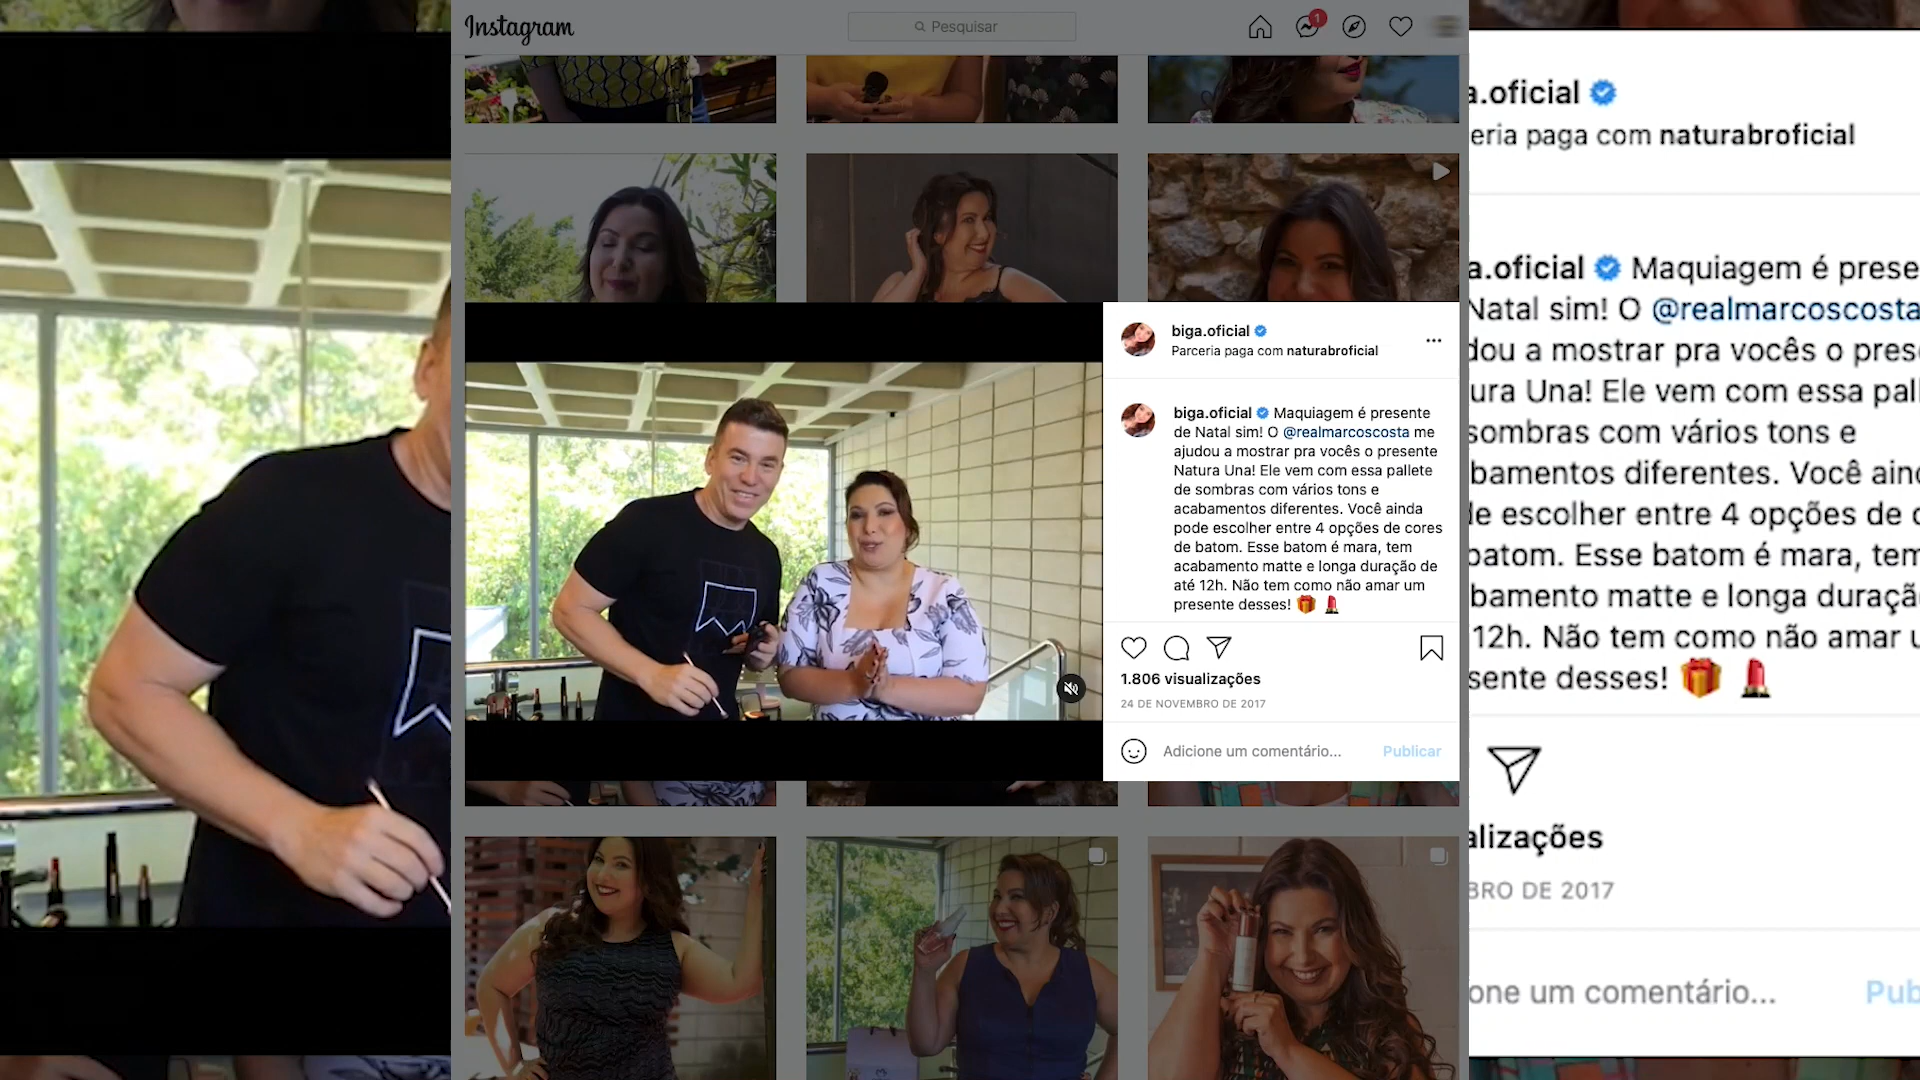 Instagram
Pesquisar
1
biga.oficial
Parceria paga com naturabroficial
biga.oficial Maquiagem é presente
de Natal sim! O @realmarcoscosta me
ajudou a mostrar pra vocês o presente
Natura Una! Ele vem com essa pallete
de sombras com vários tons e
acabamentos diferentes. Você ainda
pode escolher entre 4 opções de cores
de batom. Esse batom é mara, tem
acabamento matte e longa duração de
até 12h. Não tem como não amar um
presente desses! 🎁 💄
1.806 visualizações
24 DE NOVEMBRO DE 2017
Adicione um comentário...
Publicar
a.oficial
eria paga com naturabroficial
a.oficial Maquiagem é prese
Natal sim! O @realmarcoscosta
dou a mostrar pra vocês o pres
ura Una! Ele vem com essa pall
sombras com vários tons e
bamentos diferentes. Você ain
le escolher entre 4 opções de c
batom. Esse batom é mara, tem
bamento matte e longa duraçã
12h. Não tem como não amar u
sente desses! 🎁 💄
alizações
BRO DE 2017
one um comentário...
Pub